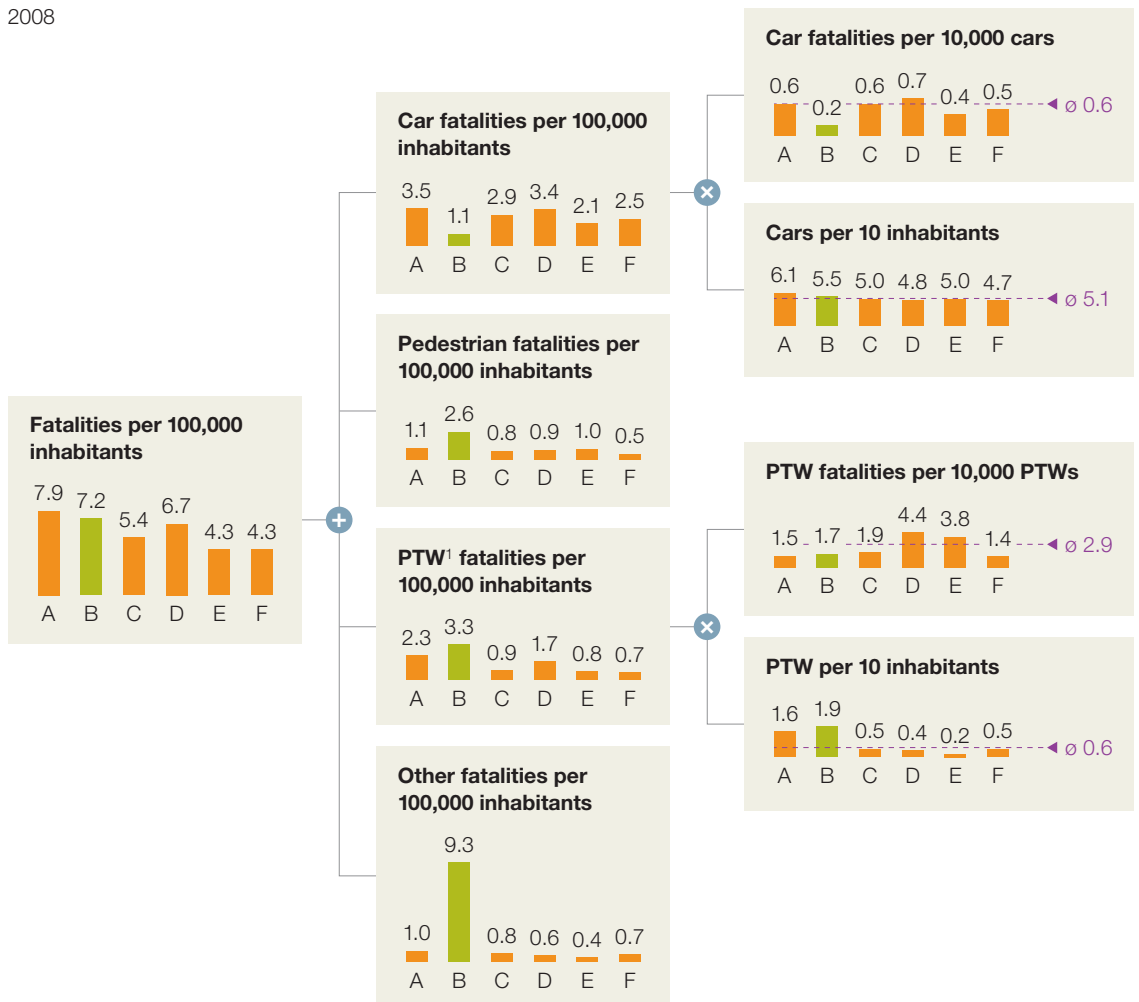 2008
Fatalities per 100,000
inhabitants
7.9 7.2 5.4 6.7 4.3 4.3
A B C D E F
Car fatalities per 100,000
inhabitants
3.5 1.1 2.9 3.4 2.1 2.5
A B C D E F
Pedestrian fatalities per
100,000 inhabitants
1.1 2.6 0.8 0.9 1.0 0.5
A B C D E F
PTW¹ fatalities per
100,000 inhabitants
2.3 3.3 0.9 1.7 0.8 0.7
A B C D E F
Other fatalities per
100,000 inhabitants
1.0 9.3 0.8 0.6 0.4 0.7
A B C D E F
Car fatalities per 10,000 cars
0.6 0.2 0.6 0.7 0.4 0.5 ø 0.6
A B C D E F
Cars per 10 inhabitants
6.1 5.5 5.0 4.8 5.0 4.7 ø 5.1
A B C D E F
PTW fatalities per 10,000 PTWs
1.5 1.7 1.9 4.4 3.8 1.4 ø 2.9
A B C D E F
PTW per 10 inhabitants
1.6 1.9 0.5 0.4 0.2 0.5 ø 0.6
A B C D E F